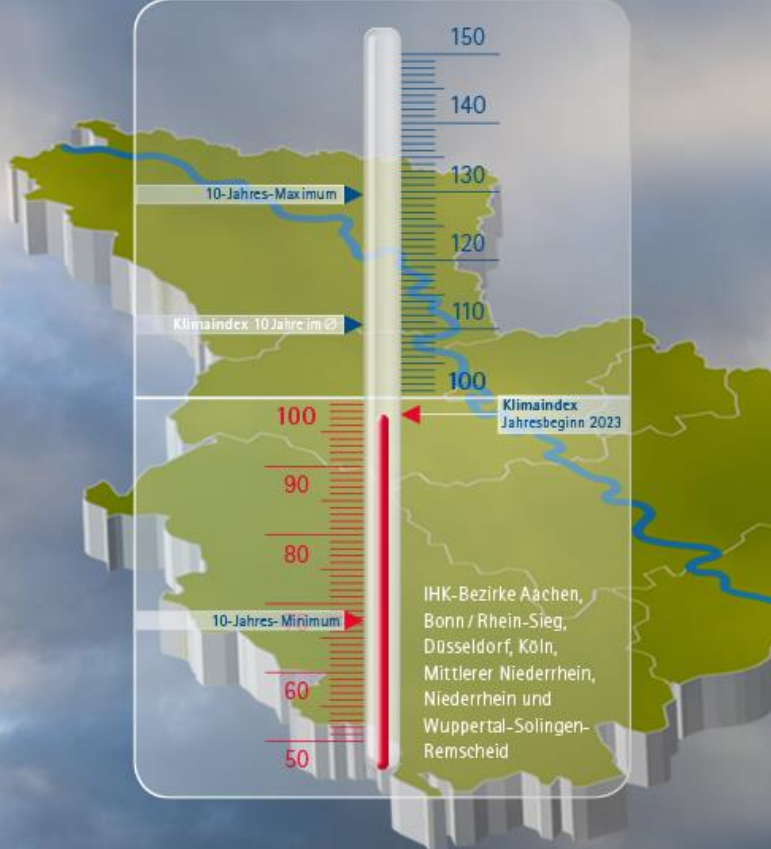 150
140
130
10-Jahres-Maximum
120
110
Klimaindex 10 Jahre im Ø
100
Klimaindex
Jahresbeginn 2023
100
90
80
10-Jahres-Minimum
60
50
IHK-Bezirke Aachen,
Bonn / Rhein-Sieg,
Düsseldorf, Köln,
Mittlerer Niederrhein,
Niederrhein und
Wuppertal-Solingen-
Remscheid